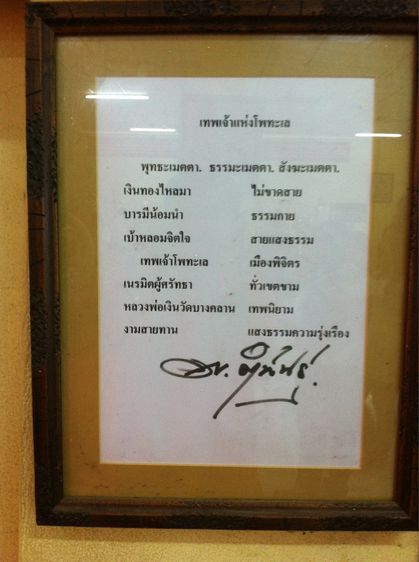 เทพเจ้าแห่งโพทะเล
พุทธะเมตตา. ธรรมะเมตตา. สังฆะเมตตา.
เงินทองไหลมา ไม่ขาดสาย
บารมีน้อมนำ ธรรมกาย
เบ้าหลอมจิตใจ สายแสงธรรม
เทพเจ้าโพทะเล เมืองพิจิตร
เนรมิตผู้ศรัทธา ทั่วเขตขาม
หลวงพ่อเงินวัดบางคลาน เทพนิยาม
งามสายทาน แสงธรรมความรุ่งเรือง